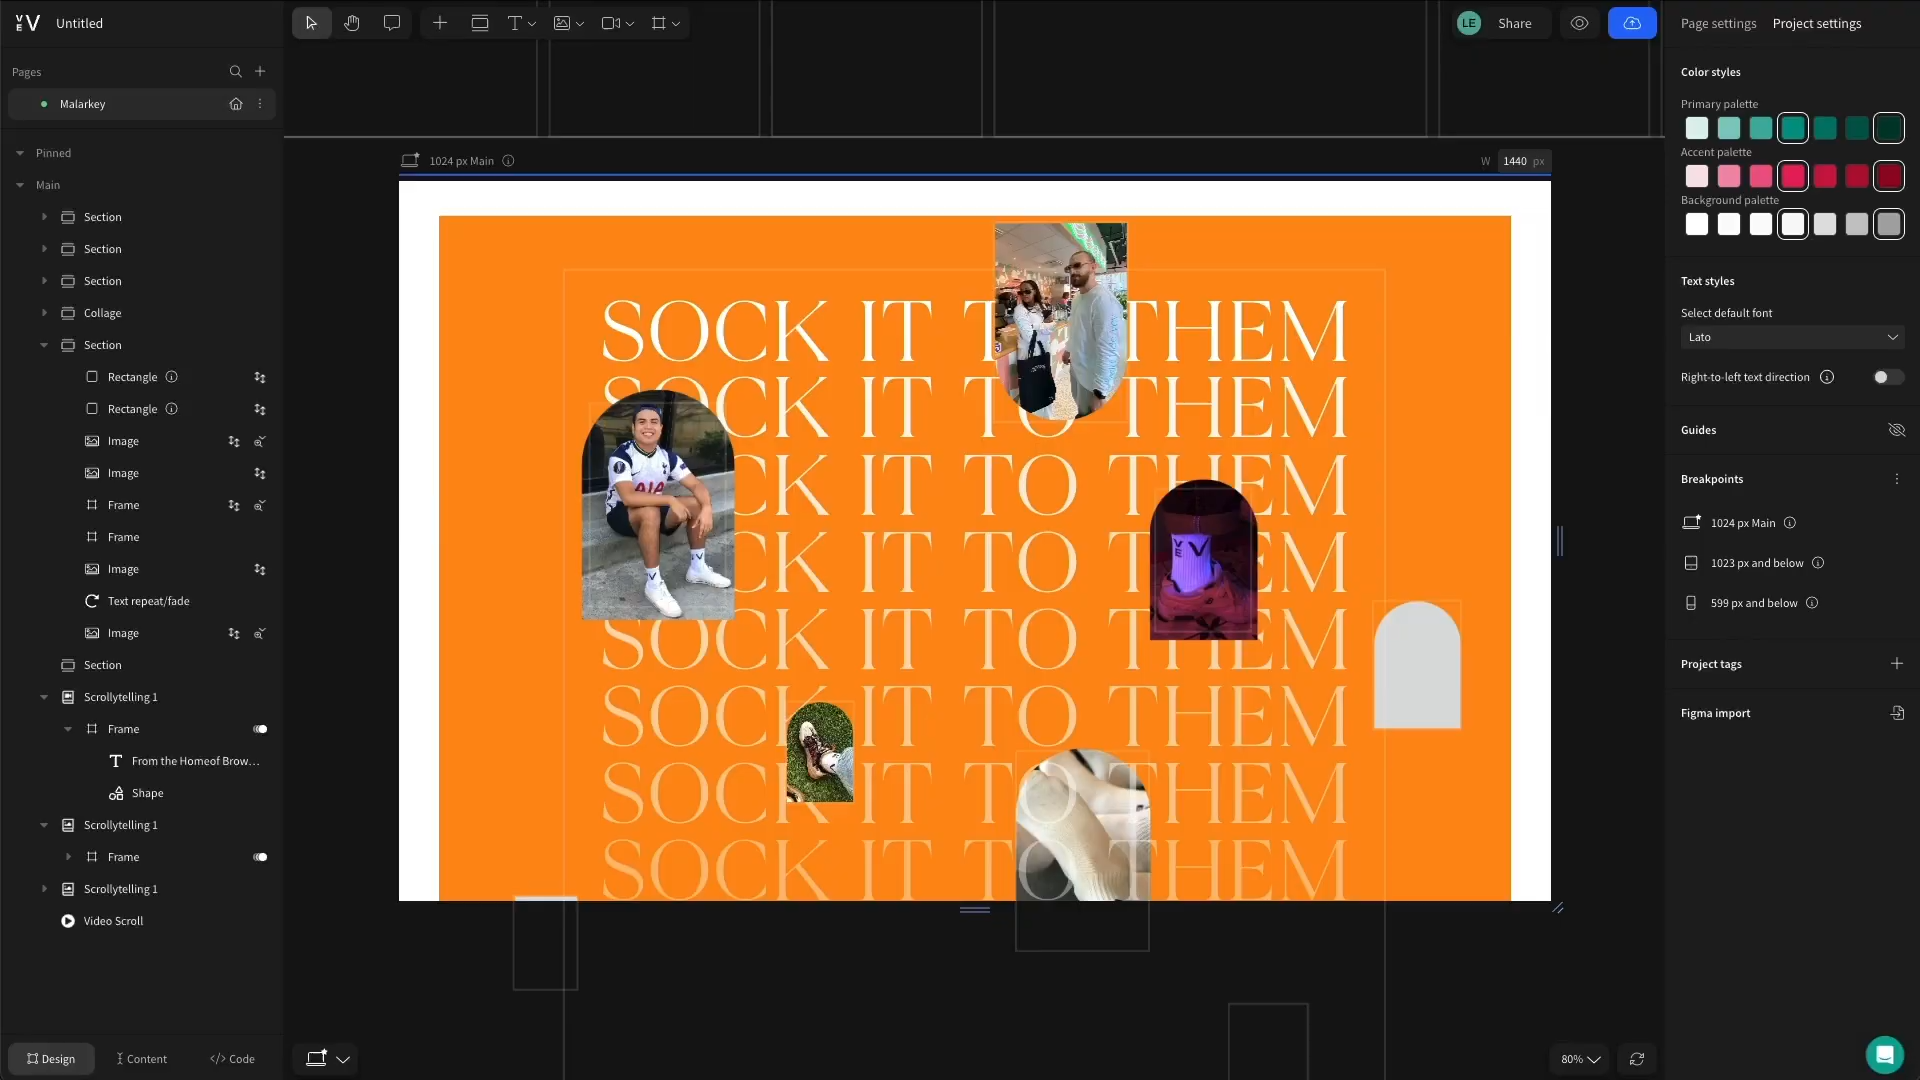 VEV Untitled
Share
LE
Page settings
Project settings
Pages
Malarkey
Pinned
Main
Section
Section
Section
Collage
Section
Rectangle
Rectangle
Image
Image
Frame
Frame
Image
Text repeat/fade
Image
Section
Scrollytelling 1
Frame
From the Homeof Brow...
Shape
Scrollytelling 1
Frame
Scrollytelling 1
Video Scroll
Design
Content
</> Code
1024 px Main
W 1440 px
SOCK IT TO THEM
SOCK IT TO THEM
SOCK IT TO THEM
SOCK IT TO THEM
SOCK IT TO THEM
SOCK IT TO THEM
SOCK IT TO THEM
SOCK IT TO THEM
AIA
VEV
80%
Color styles
Primary palette
Accent palette
Background palette
Text styles
Select default font
Lato
Right-to-left text direction
Guides
Breakpoints
1024 px Main
1023 px and below
599 px and below
Project tags
Figma import